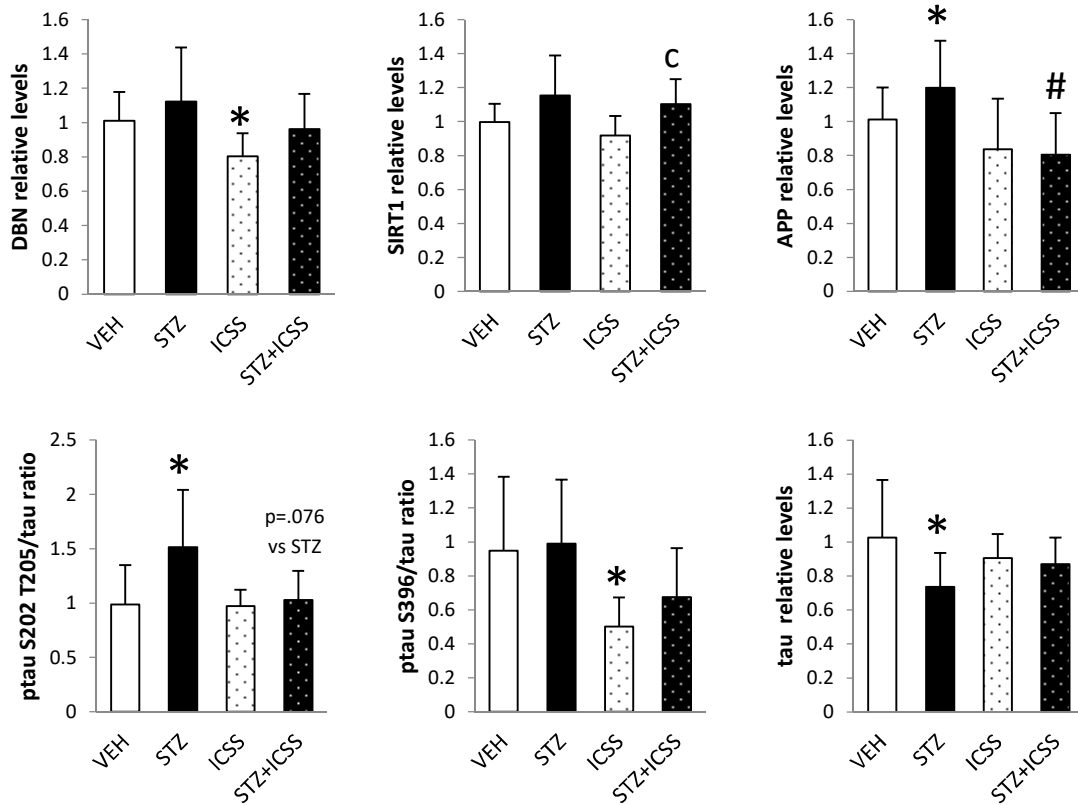 DBN relative levels
1.6
1.4
1.2
1
0.8
0.6
0.4
0.2
0
*
VEH
STZ
ICSS
STZ+ICSS
SIRT1 relative levels
1.6
1.4
1.2
1
0.8
0.6
0.4
0.2
0
C
VEH
STZ
ICSS
STZ+ICSS
APP relative levels
1.6
1.4
1.2
1
0.8
0.6
0.4
0.2
0
*
#
VEH
STZ
ICSS
STZ+ICSS
ptau S202 T205/tau ratio
2.5
2
1.5
1
0.5
0
*
p=.076
vs STZ
VEH
STZ
ICSS
STZ+ICSS
ptau S396/tau ratio
1.6
1.4
1.2
1
0.8
0.6
0.4
0.2
0
*
VEH
STZ
ICSS
STZ+ICSS
tau relative levels
1.6
1.4
1.2
1
0.8
0.6
0.4
0.2
0
*
VEH
STZ
ICSS
STZ+ICSS